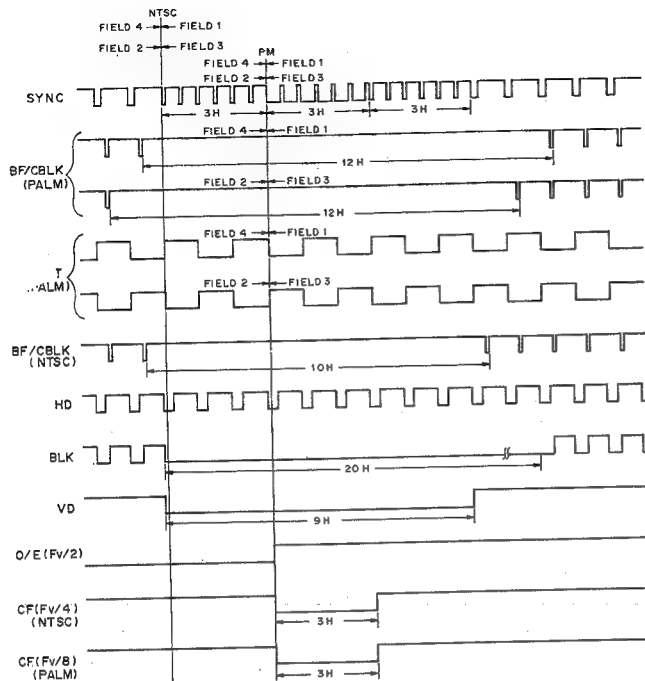 NTSC
FIELD 4 FIELD 1
FIELD 2 FIELD 3
PM
FIELD 4 FIELD 1
FIELD 2 FIELD 3
SYNC
3H 3H 3H
FIELD 4 FIELD 1
BF/CBLK
(PALM)
12H
FIELD 2 FIELD 3
12H
FIELD 4 FIELD 1
T
ALM)
FIELD 2 FIELD 3
BF/CBLK
(NTSC)
10H
HD
BLK
20H
VD
9H
O/E(Fv/2)
CF(Fv/4)
(NTSC)
3H
CF(Fv/8)
(PALM)
3H